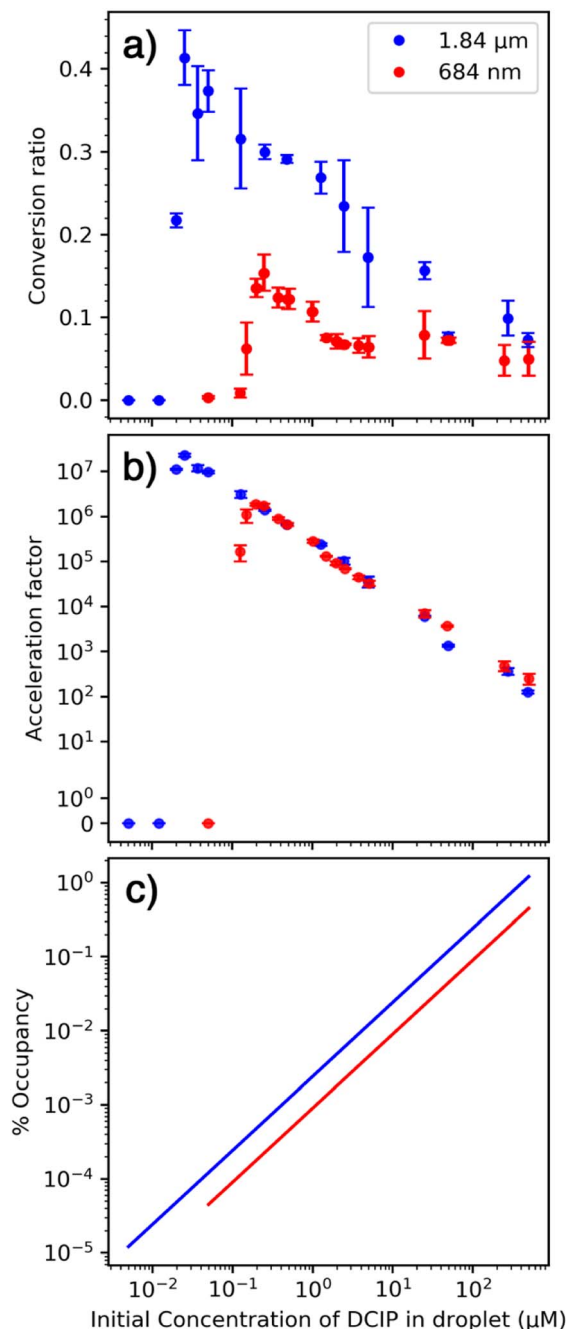 a)
1.84 µm
684 nm
Conversion ratio
0.4
0.3
0.2
0.1
0.0
b)
Acceleration factor
10⁷
10⁶
10⁵
10⁴
10³
10²
10¹
10⁰
0
c)
% Occupancy
10⁰
10⁻¹
10⁻²
10⁻³
10⁻⁴
10⁻⁵
10⁻² 10⁻¹ 10⁰ 10¹ 10²
Initial Concentration of DCIP in droplet (µM)